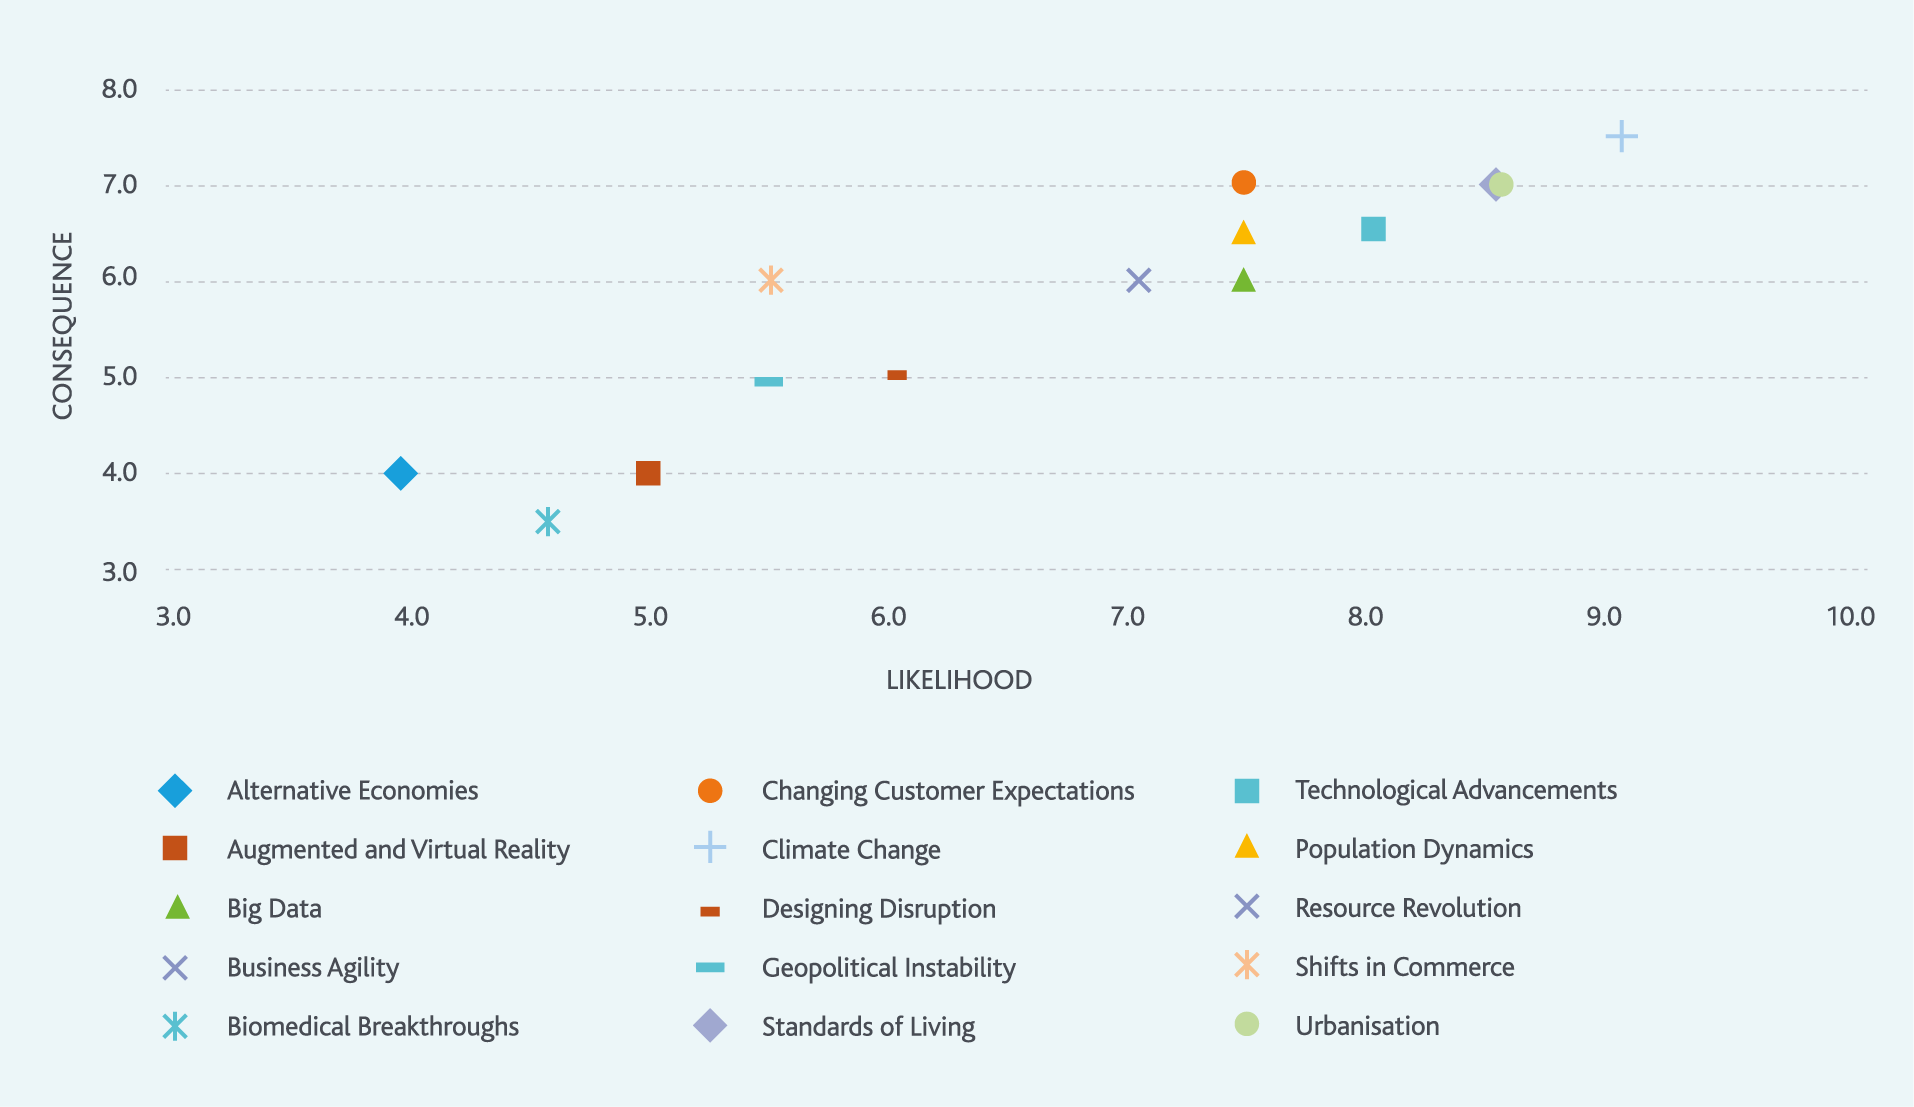 8.0
7.0
6.0
5.0
4.0
3.0
CONSEQUENCE
3.0 4.0 5.0 6.0 7.0 8.0 9.0 10.0
LIKELIHOOD
Alternative Economies
Augmented and Virtual Reality
Big Data
Business Agility
Biomedical Breakthroughs
Changing Customer Expectations
Climate Change
Designing Disruption
Geopolitical Instability
Standards of Living
Technological Advancements
Population Dynamics
Resource Revolution
Shifts in Commerce
Urbanisation